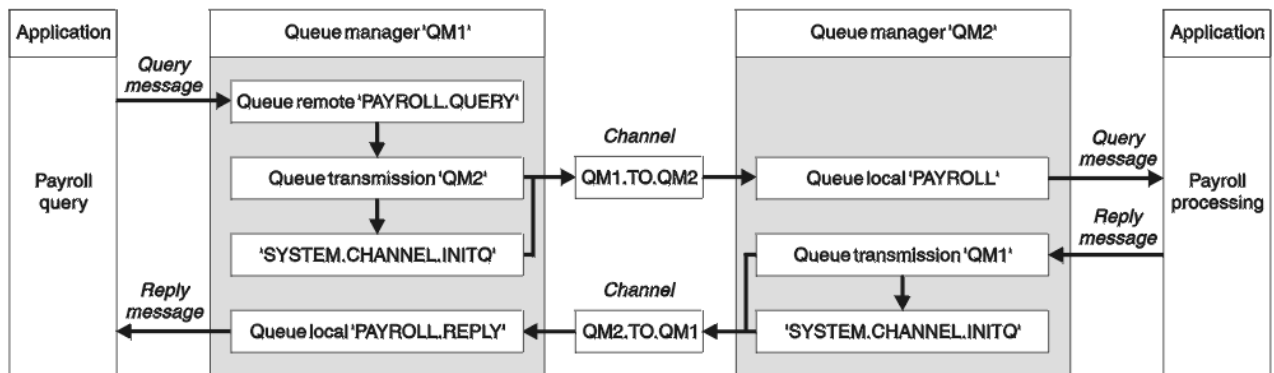 Application
Queue manager 'QM1'
Queue manager 'QM2'
Application
Query
message
Queue remote 'PAYROLL.QUERY'
Channel
Query
message
Payroll
query
Queue transmission 'QM2'
QM1.TO.QM2
Queue local 'PAYROLL'
Payroll
processing
'SYSTEM.CHANNEL.INITQ'
Reply
message
Queue transmission 'QM1'
Reply
message
Channel
Queue local 'PAYROLL.REPLY'
QM2.TO.QM1
'SYSTEM.CHANNEL.INITQ'